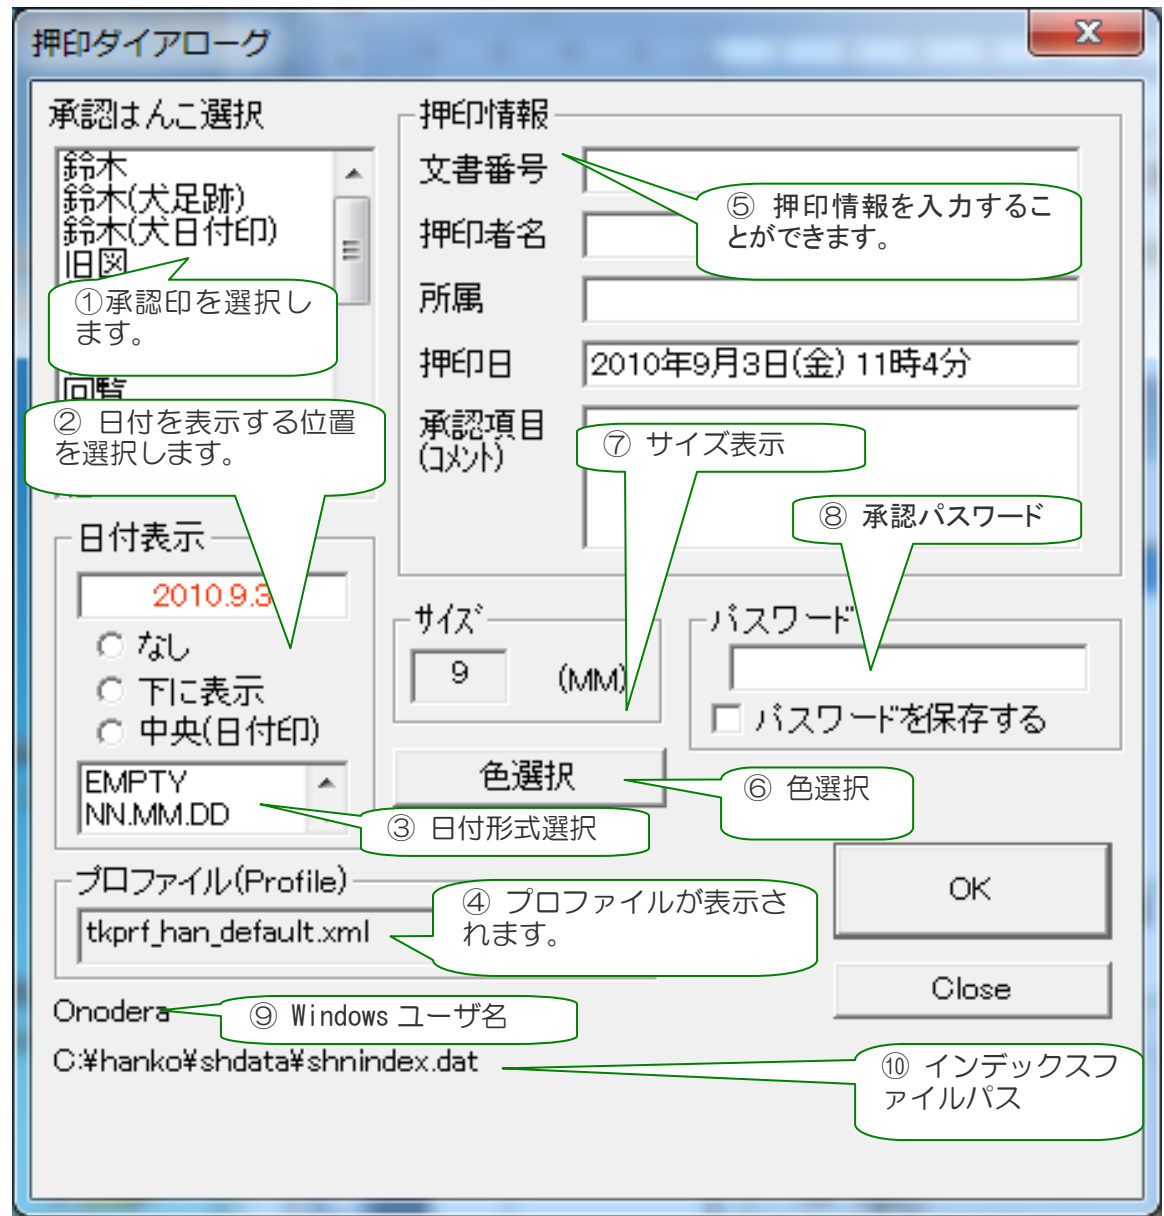 押印ダイアローグ
承認はんこ選択
鈴木
鈴木(犬足跡)
鈴木(犬日付印)
旧図
①承認印を選択し
ます。
回覧
② 日付を表示する位置
を選択します。
日付表示
2010.9.3
なし
下に表示
中央(日付印)
EMPTY
NN.MM.DD
③ 日付形式選択
押印情報
文書番号
⑤ 押印情報を入力するこ
とができます。
押印者名
所属
押印日
2010年9月3日(金) 11時4分
承認項目
(コメント)
⑦ サイズ表示
⑧ 承認パスワード
サイズ
9
(MM)
パスワード
パスワードを保存する
色選択
⑥ 色選択
プロファイル(Profile)
tkprf_han_default.xml
④ プロファイルが表示さ
れます。
OK
Close
Onodera
⑨ Windows ユーザ名
C:¥hanko¥shdata¥shnindex.dat
⑩ インデックスフ
ァイルパス